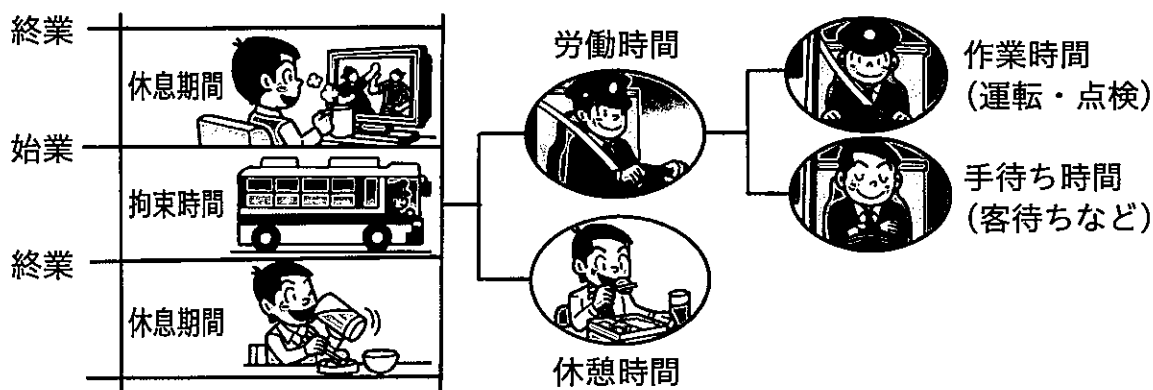 終業
休息期間
始業
拘束時間
終業
休息期間
労働時間
休憩時間
作業時間
(運転・点検)
手待ち時間
(客待ちなど)